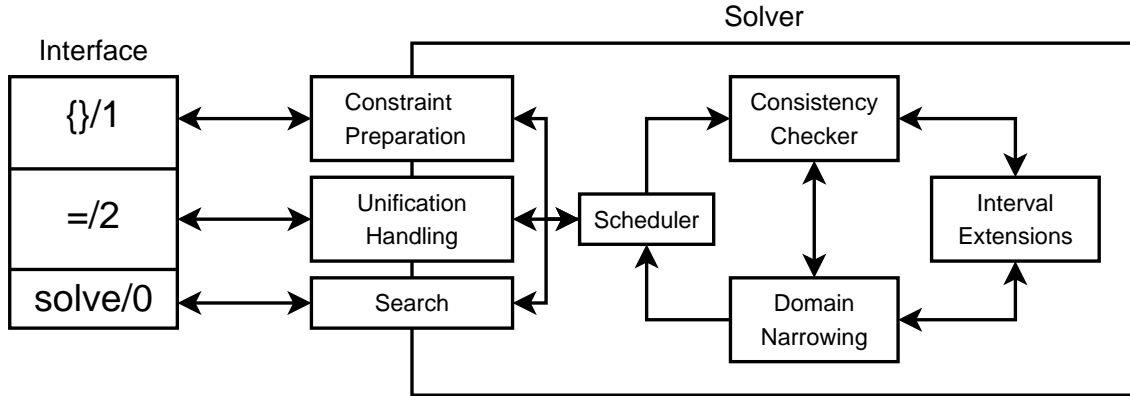 Solver
Interface
{}/1
Constraint
Preparation
Consistency
Checker
=/2
Unification
Handling
Scheduler
Interval
Extensions
solve/0
Search
Domain
Narrowing